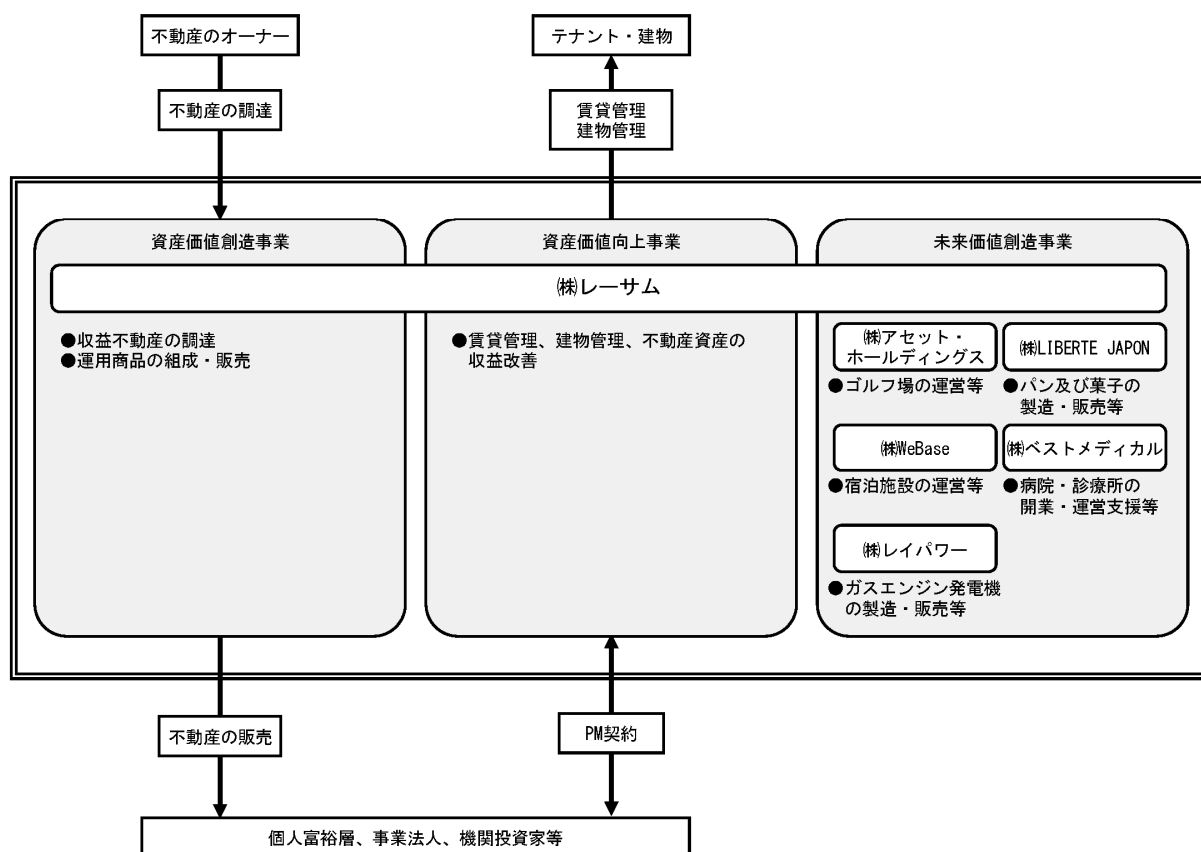 不動産のオーナー
テナント・建物
不動産の調達
賃貸管理
建物管理
資産価値創造事業
資産価値向上事業
未来価値創造事業
㈱レーサム
●収益不動産の調達
●運用商品の組成・販売
●賃貸管理、建物管理、不動産資産の
収益改善
㈱アセット・
ホールディングス
㈱LIBERTE JAPON
●ゴルフ場の運営等
●パン及び菓子の
製造・販売等
㈱WeBase
㈱ベストメディカル
●宿泊施設の運営等
●病院・診療所の
開業・運営支援等
㈱レイパワー
●ガスエンジン発電機
の製造・販売等
不動産の販売
PM契約
個人富裕層、事業法人、機関投資家等